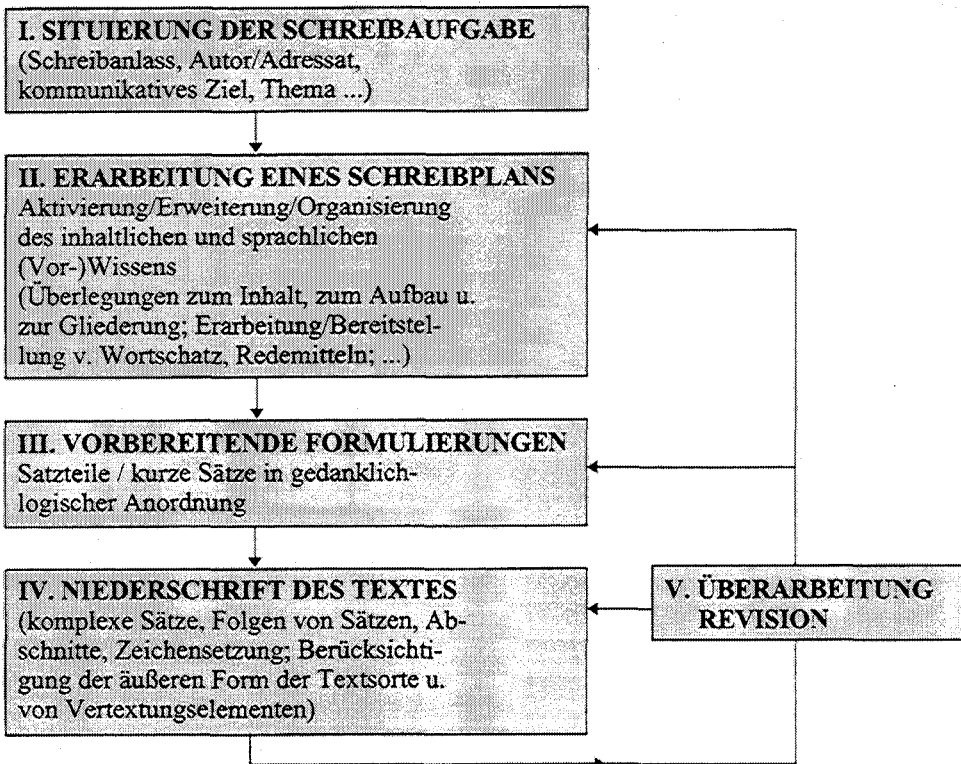 I. SITUIERUNG DER SCHREIBAUFGABE
(Schreibanlass, Autor/Adressat,
kommunikatives Ziel, Thema ...)
II. ERARBEITUNG EINES SCHREIBPLANS
Aktivierung/Erweiterung/Organisierung
des inhaltlichen und sprachlichen
(Vor-)Wissens
(Überlegungen zum Inhalt, zum Aufbau u.
zur Gliederung; Erarbeitung/Bereitstel-
lung v. Wortschatz, Redemitteln; ...)
III. VORBEREITENDE FORMULIERUNGEN
Satzteile / kurze Sätze in gedanklich-
logischer Anordnung
IV. NIEDERSCHRIFT DES TEXTES
(komplexe Sätze, Folgen von Sätzen, Ab-
schnitte, Zeichensetzung; Berücksichti-
gung der äußeren Form der Textsorte u.
von Vertextungselementen)
V. ÜBERARBEITUNG
REVISION